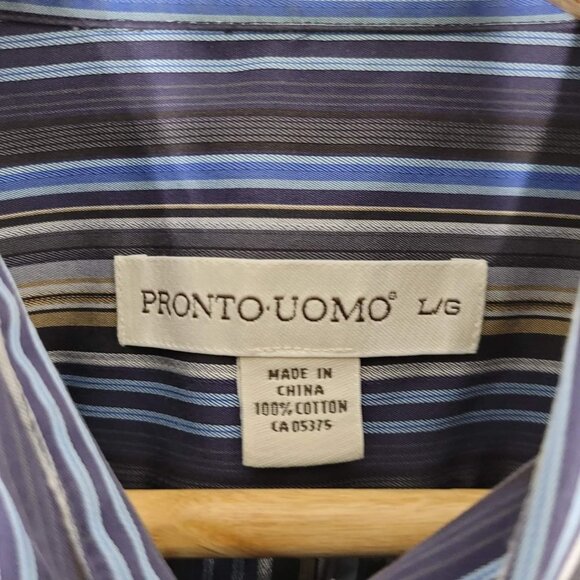 PRONTO·UOMO® L/G
MADE IN
CHINA
100% COTTON
CA 05375